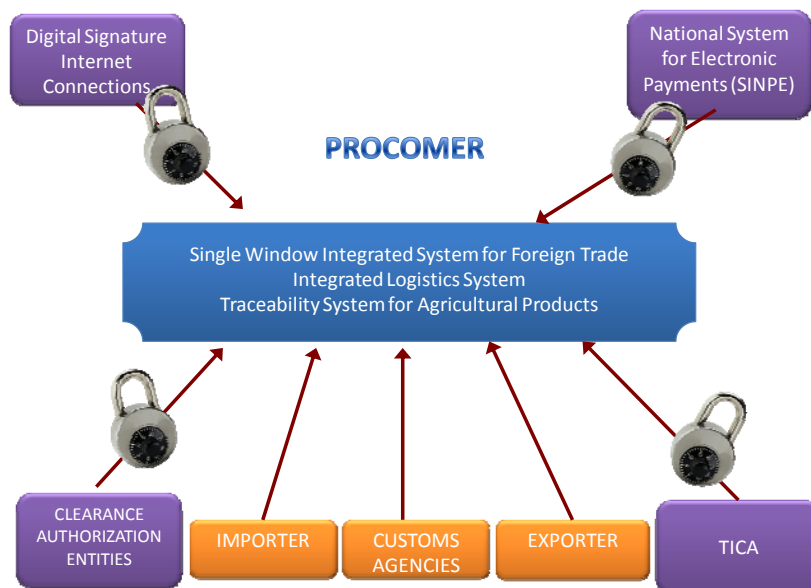 Digital Signature
Internet
Connections
National System
for Electronic
Payments (SINPE)
PROCOMER
Single Window Integrated System for Foreign Trade
Integrated Logistics System
Traceability System for Agricultural Products
CLEARANCE
AUTHORIZATION
ENTITIES
IMPORTER
CUSTOMS
AGENCIES
EXPORTER
TICA